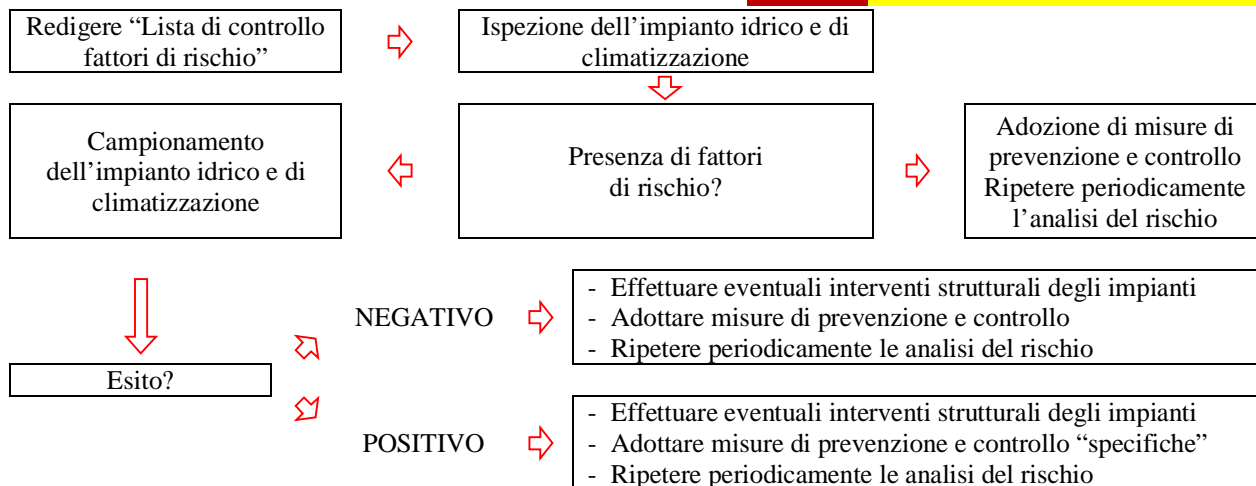 Redigere “Lista di controllo
fattori di rischio”
Ispezione dell’impianto idrico e di
climatizzazione
Campionamento
dell’impianto idrico e di
climatizzazione
Presenza di fattori
di rischio?
Adozione di misure di
prevenzione e controllo
Ripetere periodicamente
l’analisi del rischio
Esito?
NEGATIVO
- Effettuare eventuali interventi strutturali degli impianti
- Adottare misure di prevenzione e controllo
- Ripetere periodicamente le analisi del rischio
POSITIVO
- Effettuare eventuali interventi strutturali degli impianti
- Adottare misure di prevenzione e controllo “specifiche”
- Ripetere periodicamente le analisi del rischio